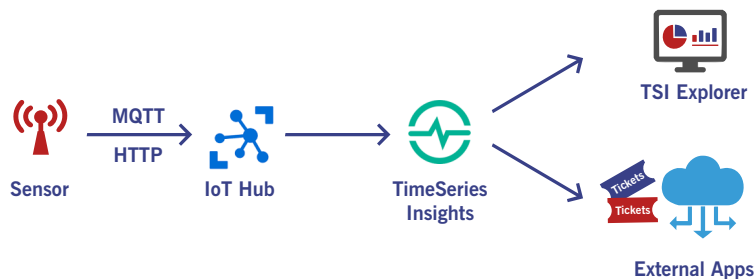 MQTT
HTTP
Sensor
IoT Hub
TimeSeries
Insights
TSI Explorer
Tickets
Tickets
External Apps